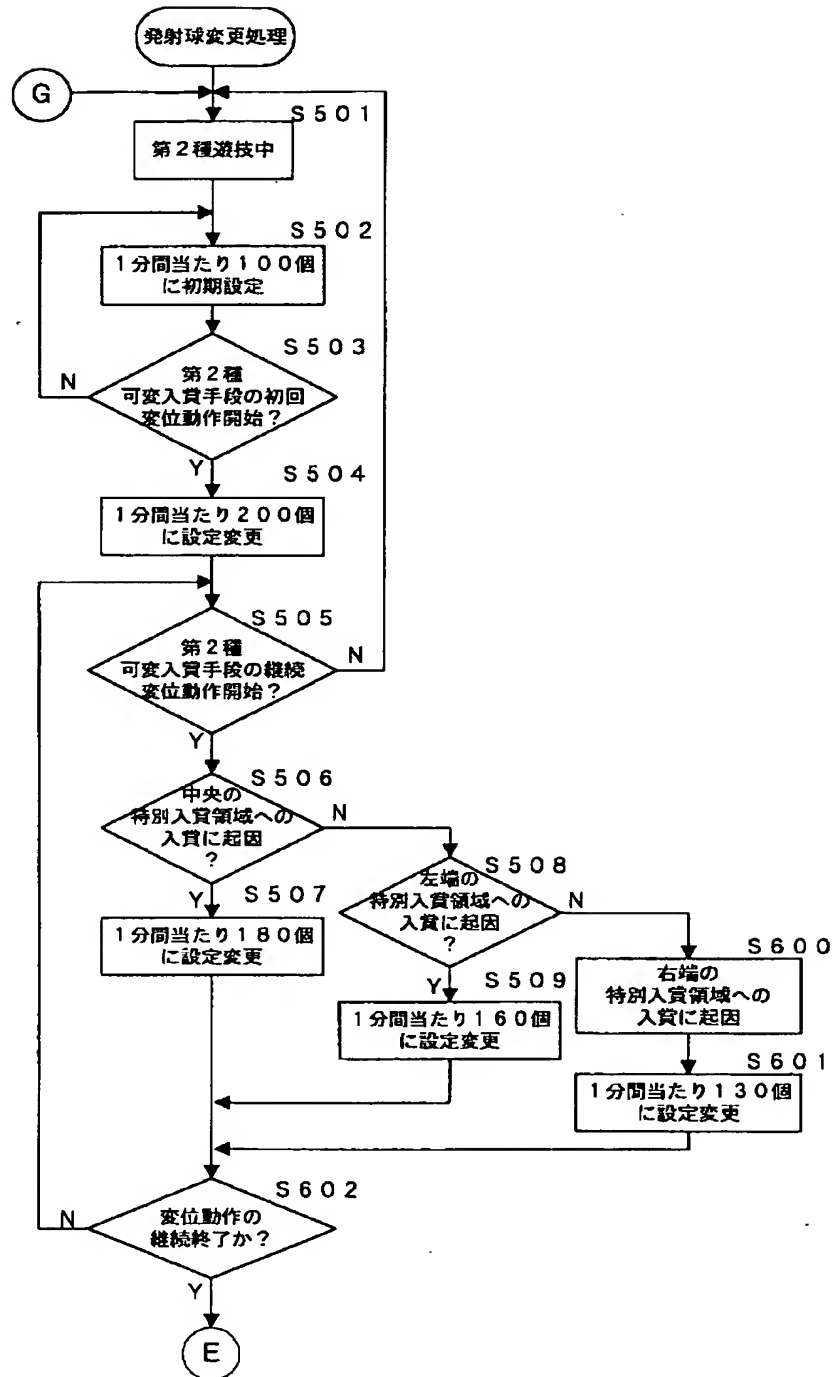 発射球変更処理
G
S501
第2種遊技中
S502
1分間当たり100個
に初期設定
S503
第2種
可変入賞手段の初回
変位動作開始?
N
Y
S504
1分間当たり200個
に設定変更
S505
第2種
可変入賞手段の継続
変位動作開始?
N
Y
S506
中央の
特別入賞領域への
入賞に起因
?
N
Y
S507
1分間当たり180個
に設定変更
S508
左端の
特別入賞領域への
入賞に起因
?
N
Y
S509
1分間当たり160個
に設定変更
S600
右端の
特別入賞領域への
入賞に起因
S601
1分間当たり130個
に設定変更
S602
変位動作の
継続終了か?
N
Y
E